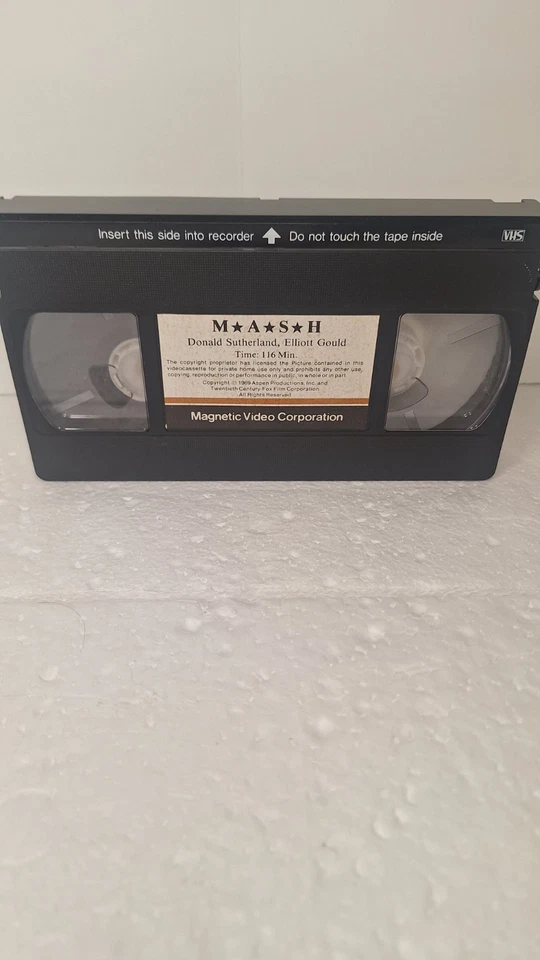 Insert this side into recorder ⬆ Do not touch the tape inside VHS
M★A★S★H
Donald Sutherland, Elliott Gould
Time: 116 Min.
The copyright proprietor has licensed the Picture contained in this
videocassette for private home use only and prohibits any other use,
copying, reproduction or performance in public, in whole or in part.
Copyright © 1969 Aspen Productions, Inc. and
Twentieth Century-Fox Film Corporation.
All Rights Reserved
Magnetic Video Corporation